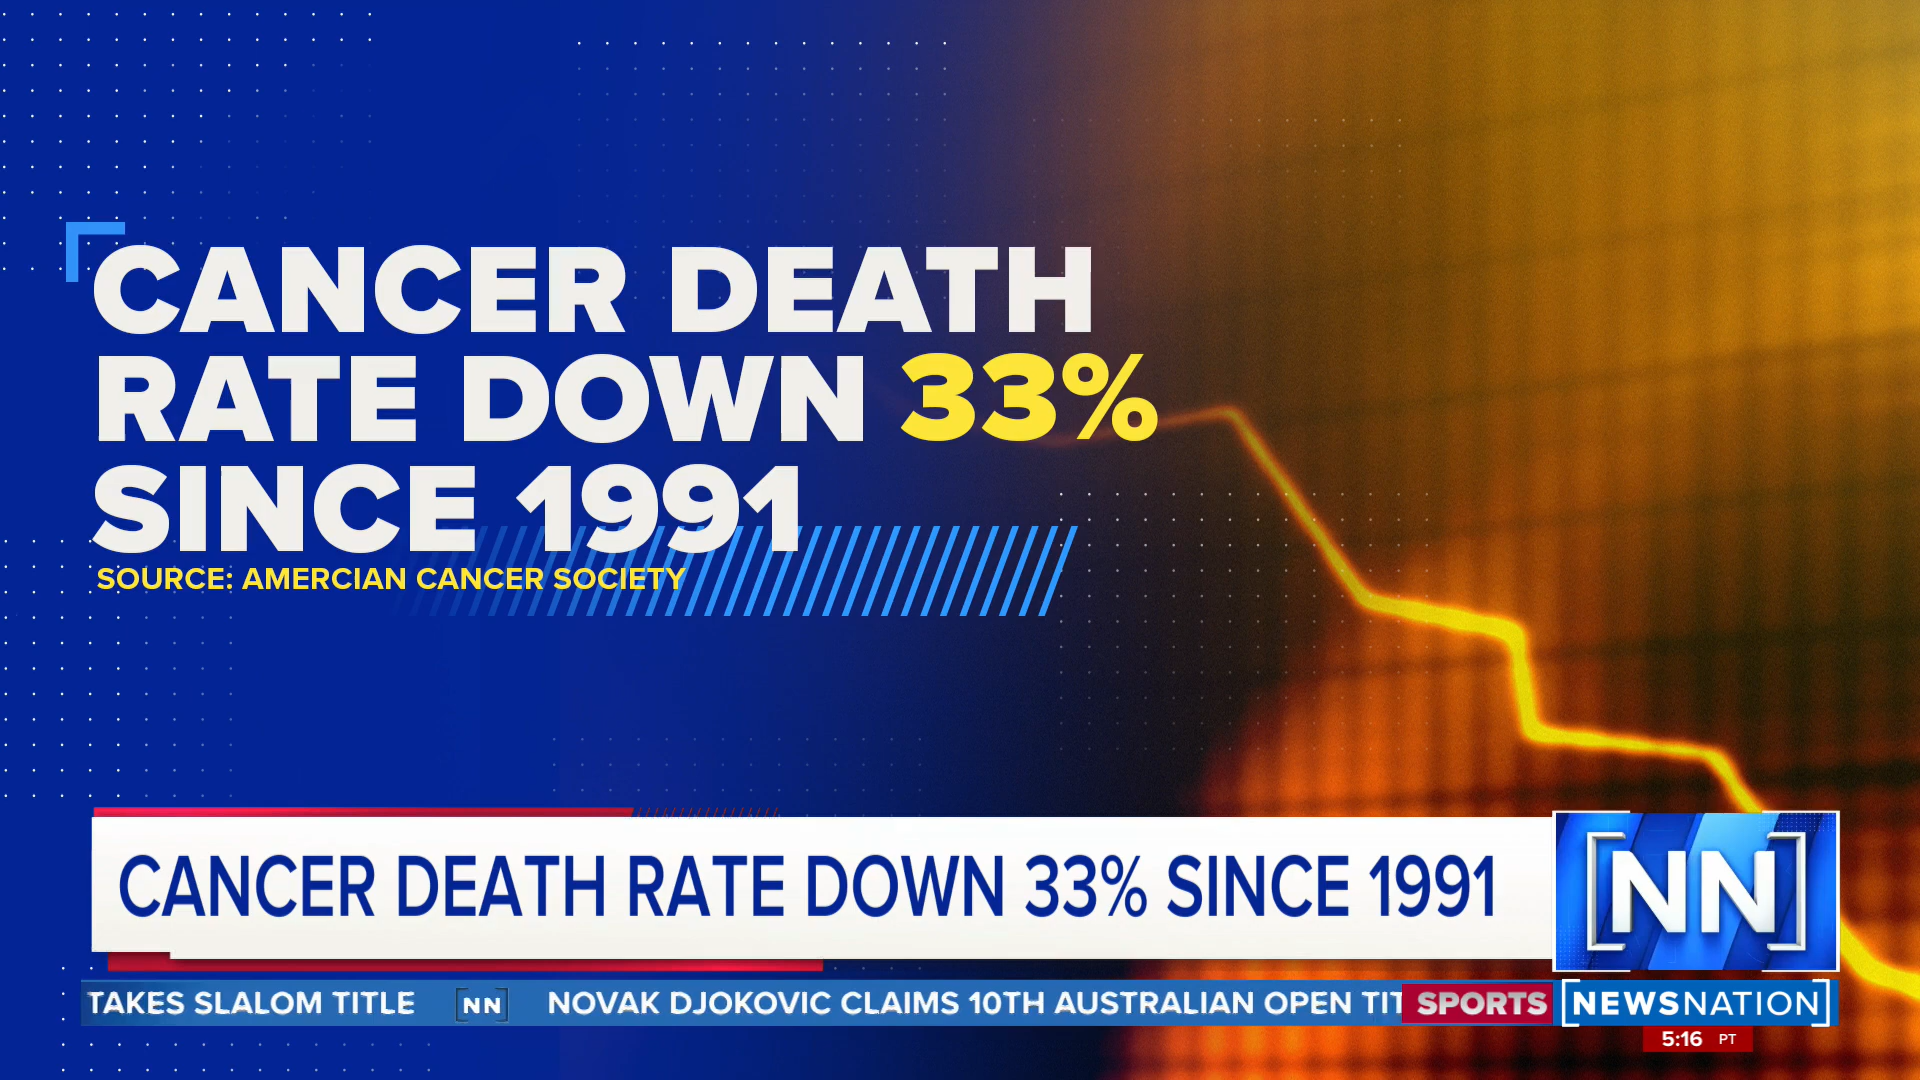 CANCER DEATH
RATE DOWN 33%
SINCE 1991
SOURCE: AMERCIAN CANCER SOCIETY
CANCER DEATH RATE DOWN 33% SINCE 1991
[NN]
TAKES SLALOM TITLE [NN] NOVAK DJOKOVIC CLAIMS 10TH AUSTRALIAN OPEN TIT
SPORTS
[NEWSNATION]
5:16 PT